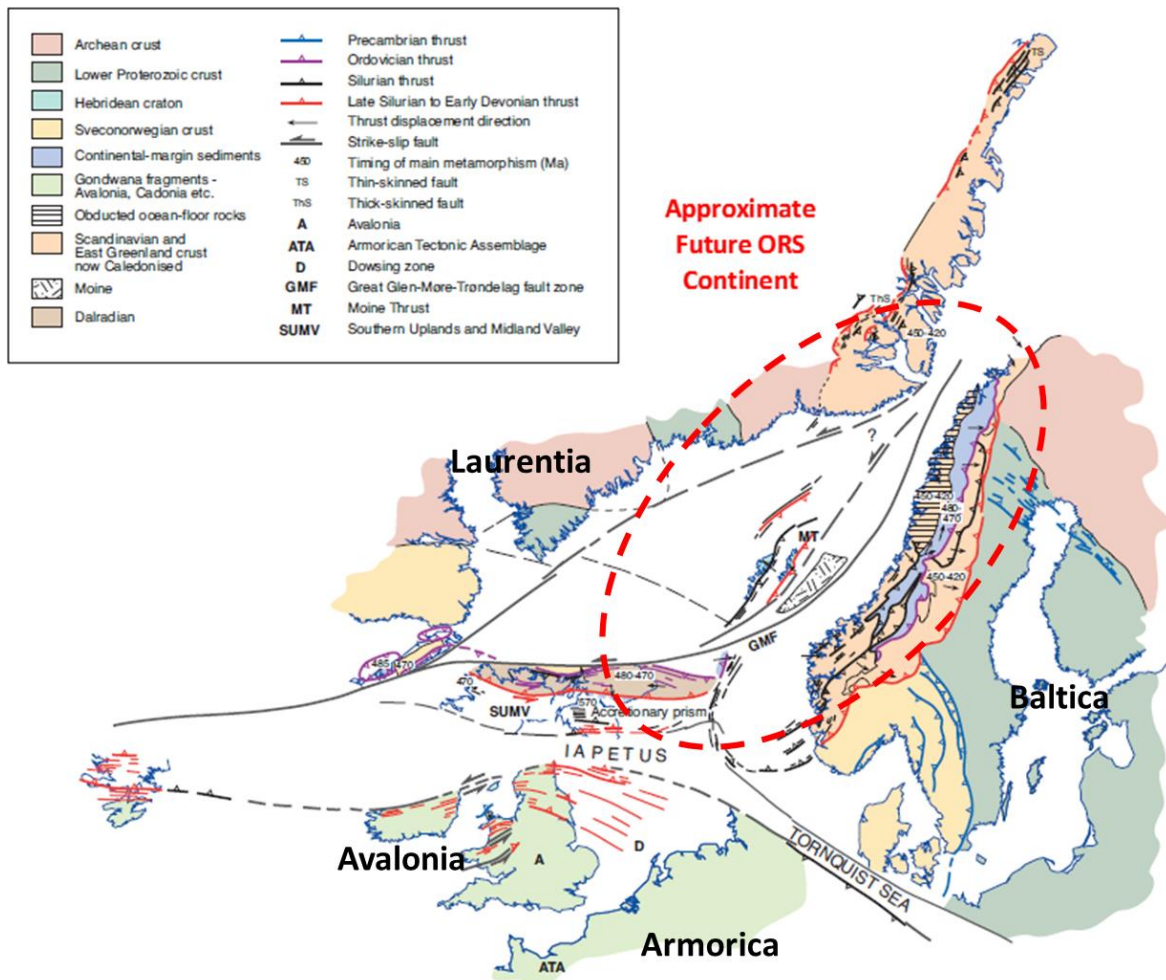 Archean crust
Lower Proterozoic crust
Hebridean craton
Sveconorwegian crust
Continental-margin sediments
Gondwana fragments -
Avalonia, Cadonia etc.
Obducted ocean-floor rocks
Scandinavian and
East Greenland crust
now Caledonised
Moine
Dalradian
Precambrian thrust
Ordovician thrust
Silurian thrust
Late Silurian to Early Devonian thrust
Thrust displacement direction
Strike-slip fault
450 Timing of main metamorphism (Ma)
TS Thin-skinned fault
ThS Thick-skinned fault
A Avalonia
ATA Armorican Tectonic Assemblage
D Dowsing zone
GMF Great Glen-Møre-Trøndelag fault zone
MT Moine Thrust
SUMV Southern Uplands and Midland Valley
TS
Approximate
Future ORS
Continent
ThS
450-420
Laurentia
?
450-420
480-
470
MT
450-420
GMF
485
470
470
480-470
SUMV
570
Accretionary prism
IAPETUS
Baltica
Avalonia
A
D
TORNQUIST SEA
Armorica
ATA